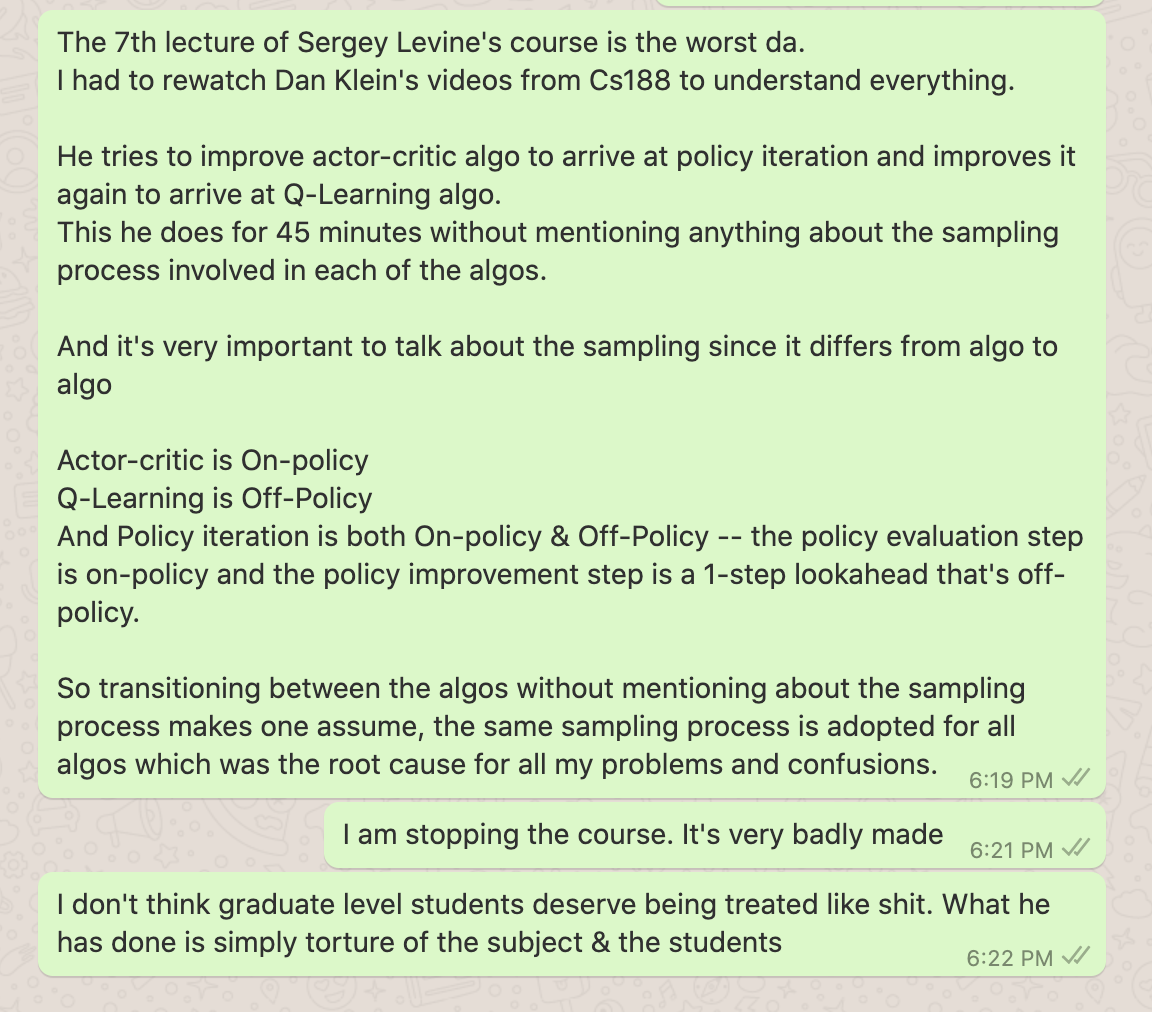 The 7th lecture of Sergey Levine's course is the worst da.
I had to rewatch Dan Klein's videos from Cs188 to understand everything.
He tries to improve actor-critic algo to arrive at policy iteration and improves it
again to arrive at Q-Learning algo.
This he does for 45 minutes without mentioning anything about the sampling
process involved in each of the algos.
And it's very important to talk about the sampling since it differs from algo to
algo
Actor-critic is On-policy
Q-Learning is Off-Policy
And Policy iteration is both On-policy & Off-Policy -- the policy evaluation step
is on-policy and the policy improvement step is a 1-step lookahead that's off-
policy.
So transitioning between the algos without mentioning about the sampling
process makes one assume, the same sampling process is adopted for all
algos which was the root cause for all my problems and confusions.
6:19 PM
I am stopping the course. It's very badly made
6:21 PM
I don't think graduate level students deserve being treated like shit. What he
has done is simply torture of the subject & the students
6:22 PM